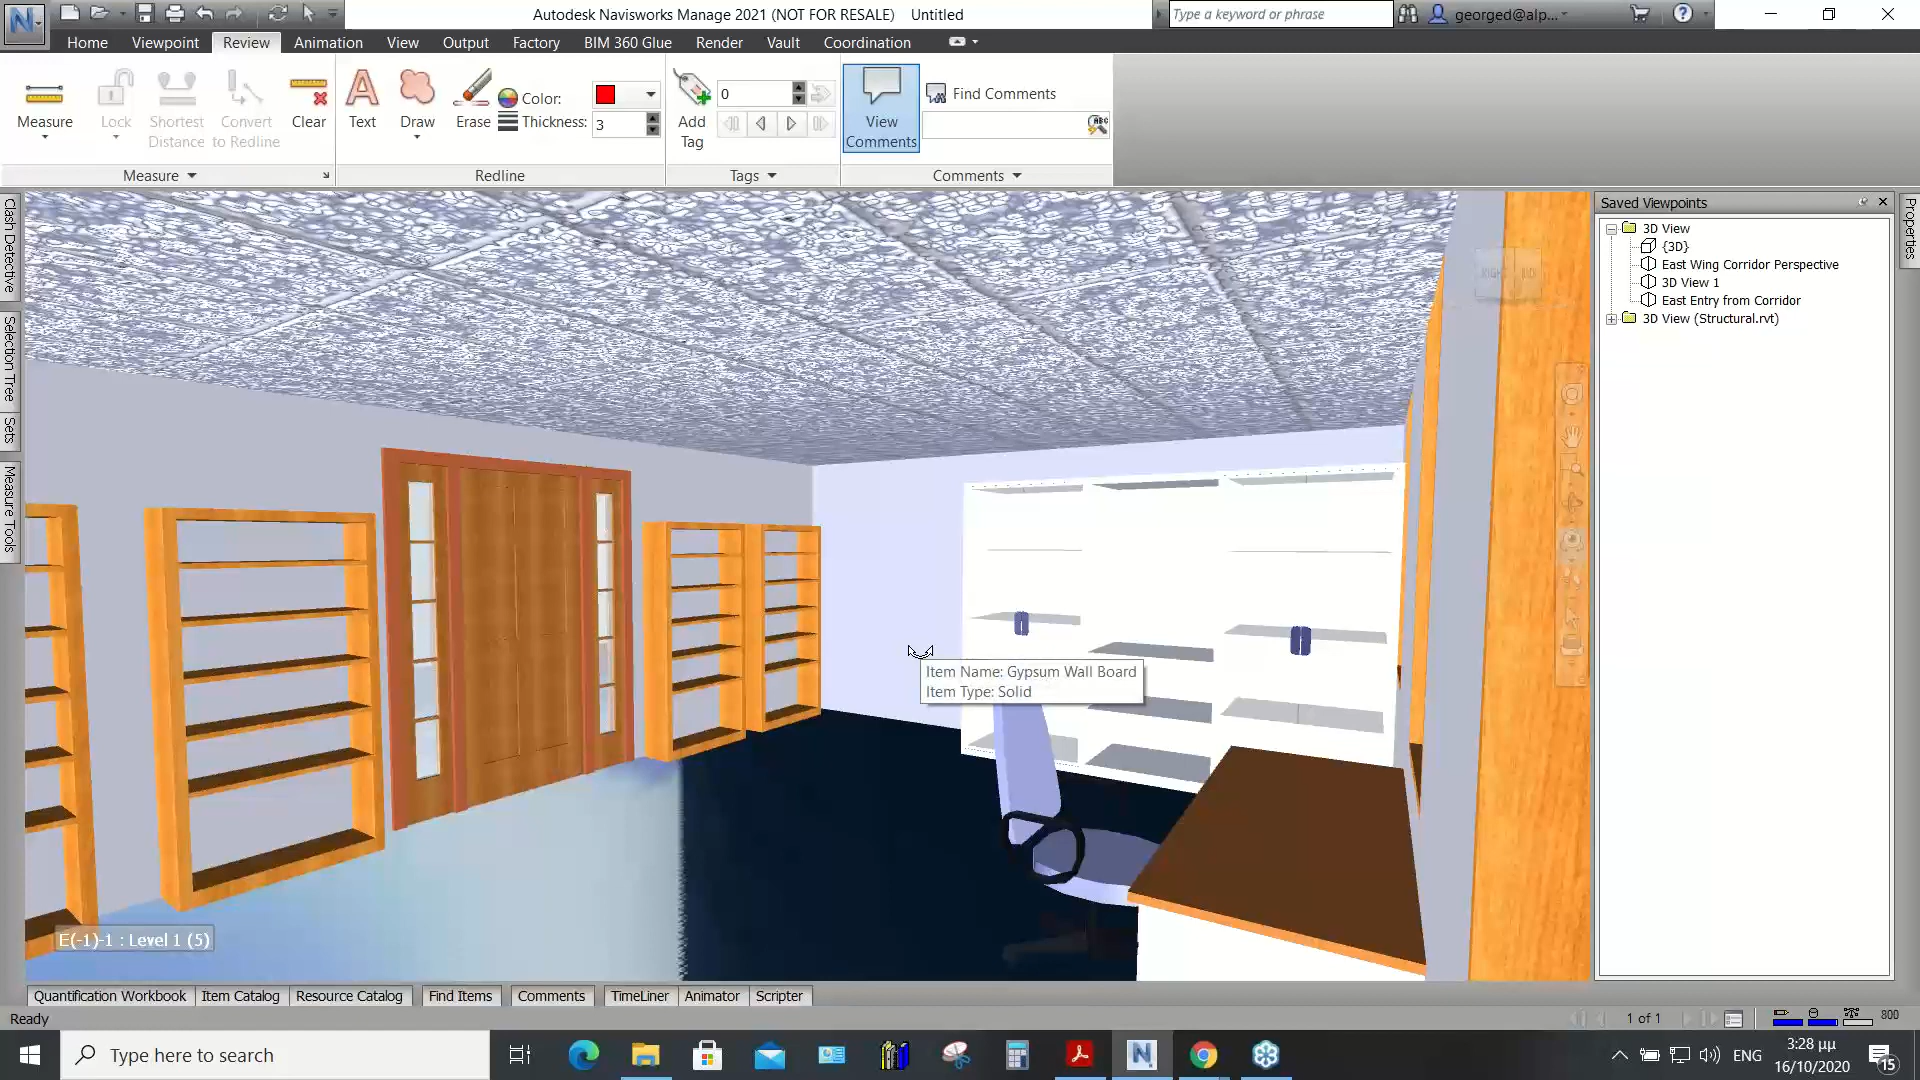 Autodesk Navisworks Manage 2021 (NOT FOR RESALE) Untitled
Type a keyword or phrase
georged@alp...
Home Viewpoint Review Animation View Output Factory BIM 360 Glue Render Vault Coordination
Measure
Lock
Shortest
Distance
Convert
to Redline
Clear
Text
Draw
Erase
Color:
Thickness: 3
Add
Tag
0
View
Comments
Find Comments
Measure
Redline
Tags
Comments
Clash Detective
Selection Tree
Sets
Measure Tools
Saved Viewpoints
Properties
3D View
{3D}
East Wing Corridor Perspective
3D View 1
East Entry from Corridor
3D View (Structural.rvt)
Item Name: Gypsum Wall Board
Item Type: Solid
E(-1)-1 : Level 1 (5)
Quantification Workbook Item Catalog Resource Catalog Find Items Comments TimeLiner Animator Scripter
Ready
1 of 1
800
Type here to search
ENG
3:28 μμ
16/10/2020
15